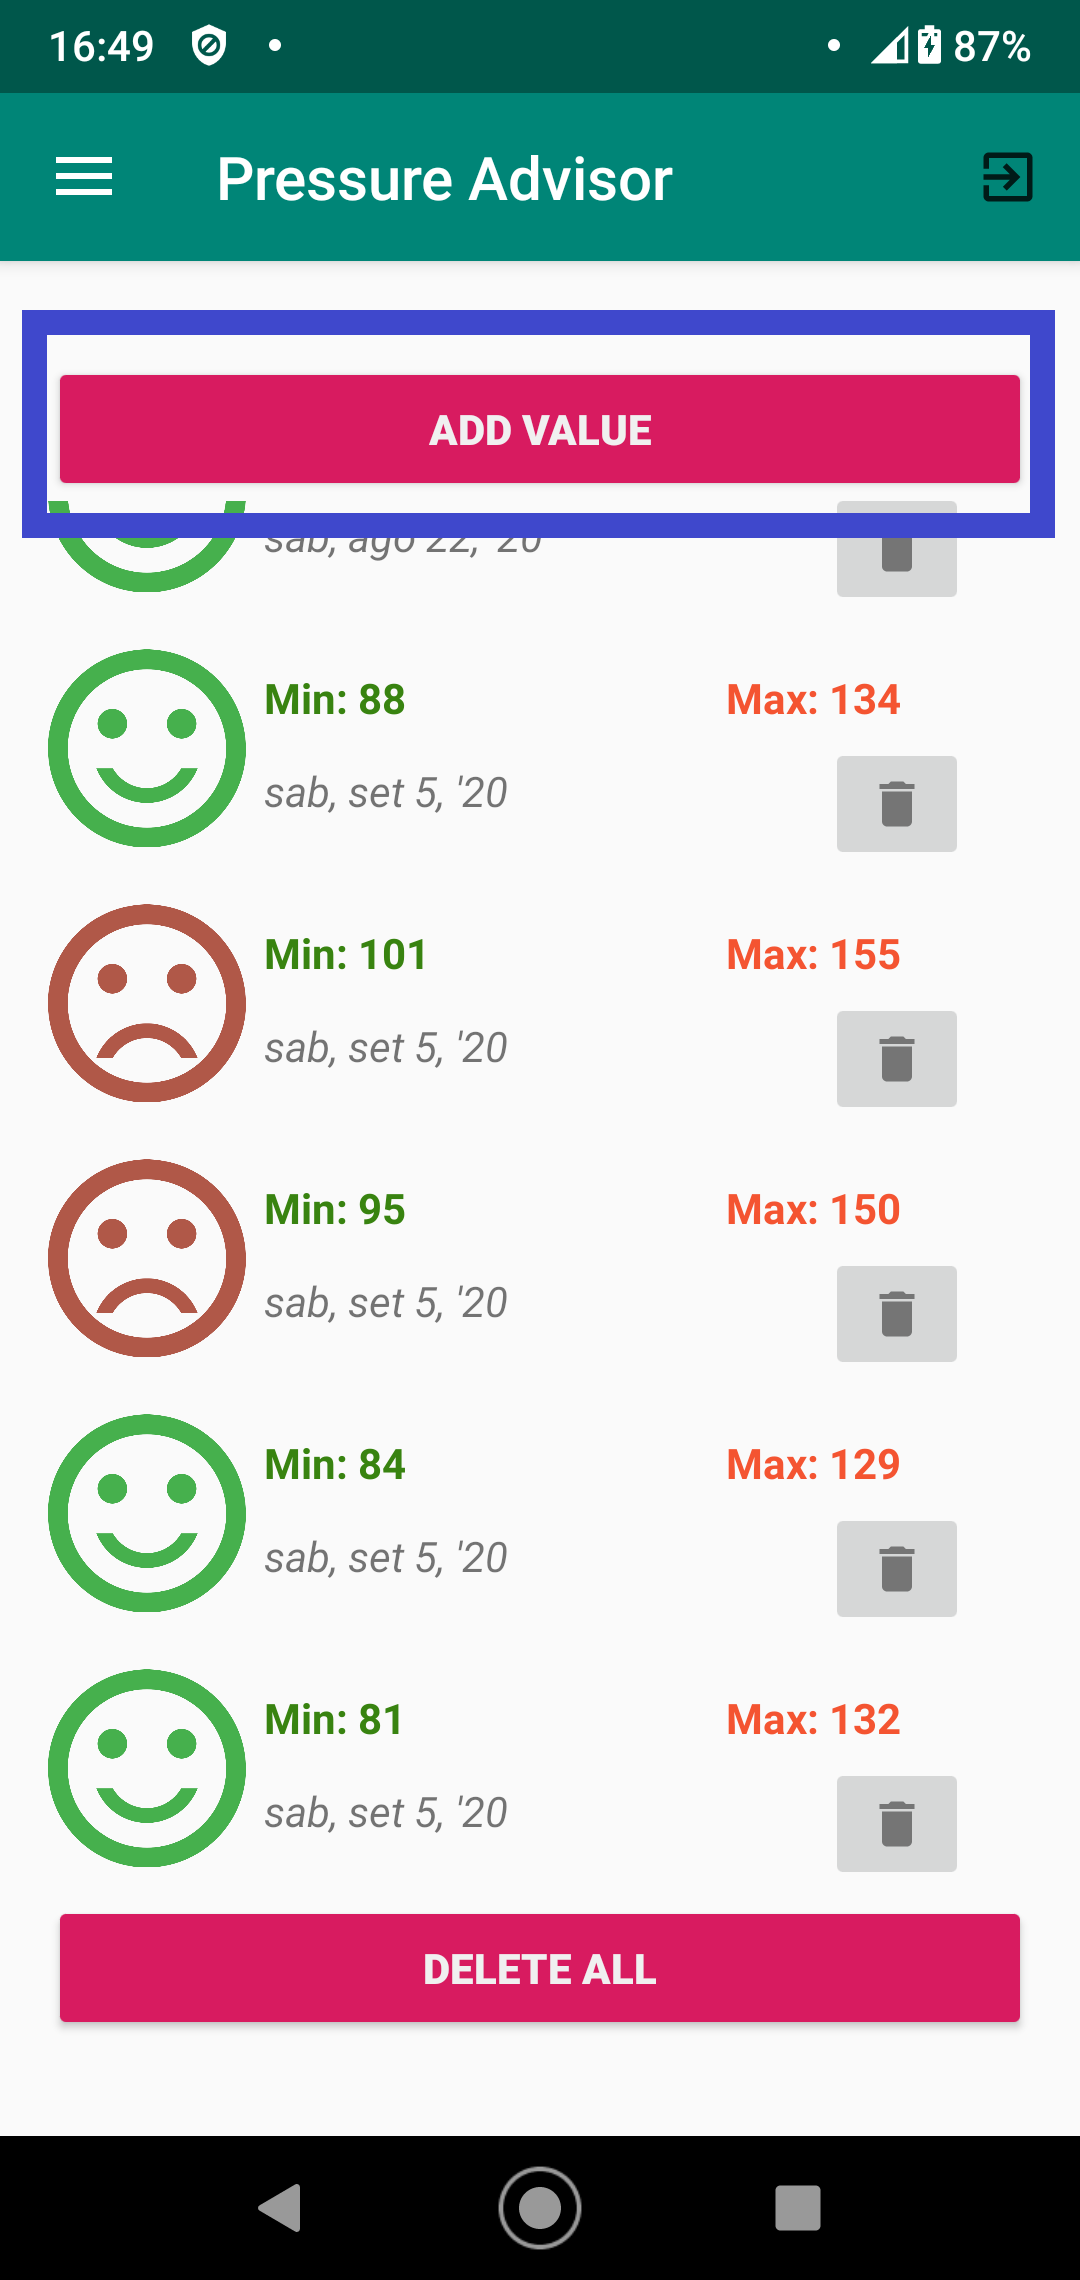 16:49 87%
Pressure Advisor
ADD VALUE
sab, ago 22, '20
Min: 88 Max: 134
sab, set 5, '20
Min: 101 Max: 155
sab, set 5, '20
Min: 95 Max: 150
sab, set 5, '20
Min: 84 Max: 129
sab, set 5, '20
Min: 81 Max: 132
sab, set 5, '20
DELETE ALL